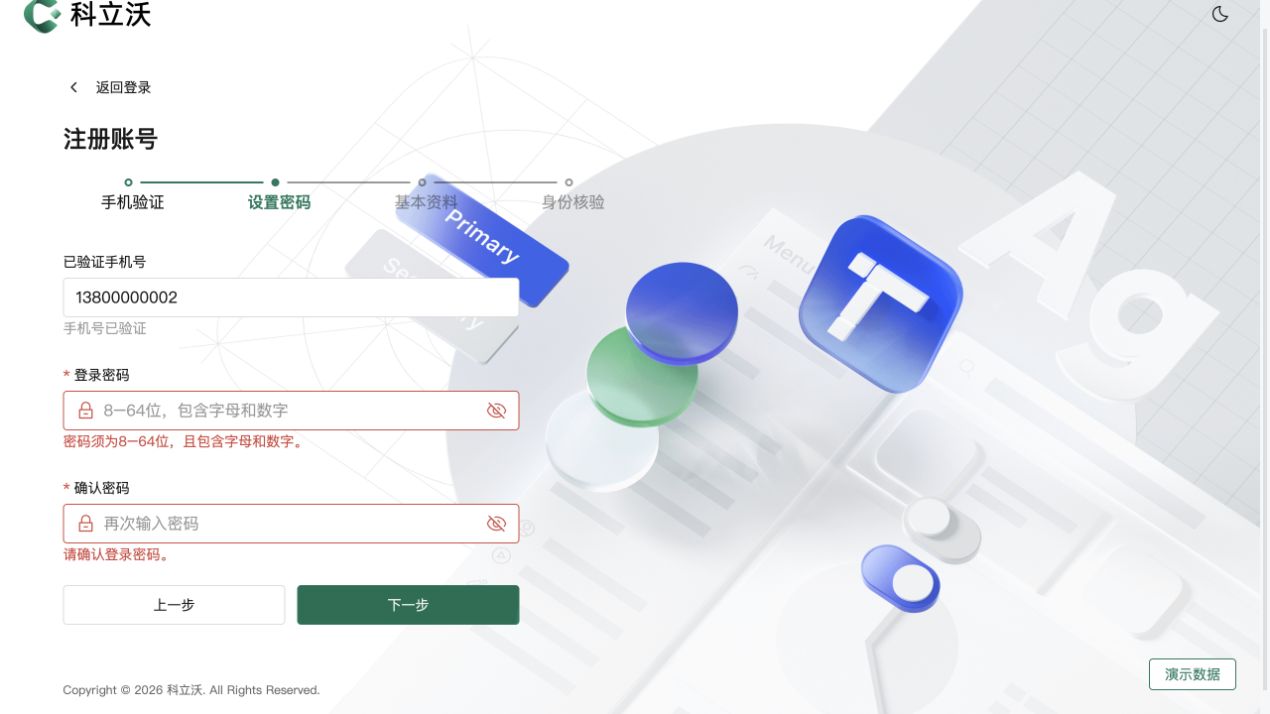 科立沃
返回登录
注册账号
手机验证 设置密码 基本资料 身份核验
Primary
已验证手机号
13800000002
手机号已验证
Menu
Ag
* 登录密码
8—64位，包含字母和数字
密码须为8—64位，且包含字母和数字。
* 确认密码
再次输入密码
请确认登录密码。
上一步 下一步
演示数据
Copyright © 2026 科立沃. All Rights Reserved.